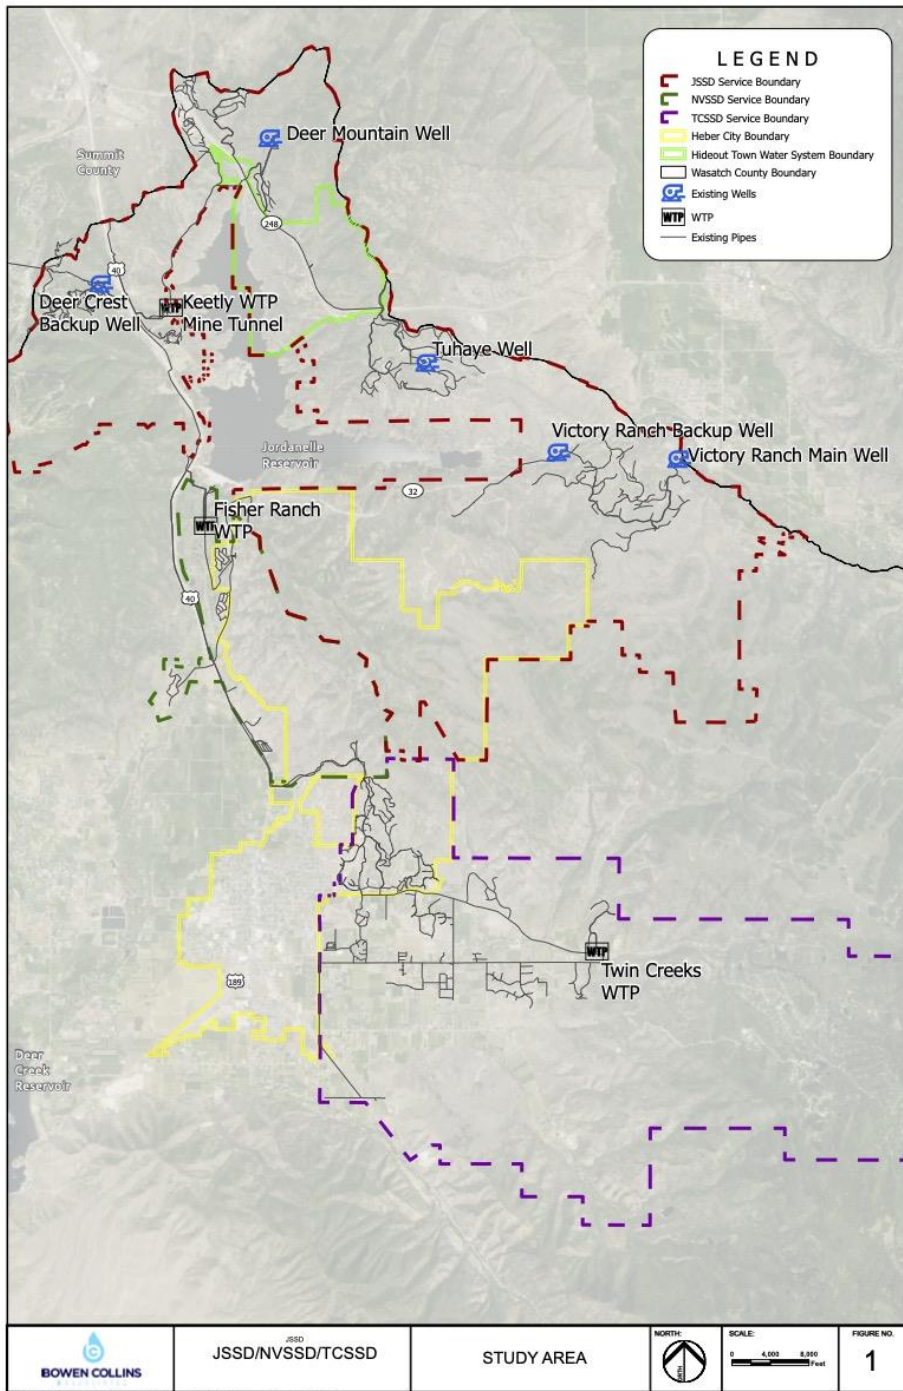 LEGEND
JSSD Service Boundary
NVSSD Service Boundary
TCSSD Service Boundary
Heber City Boundary
Hideout Town Water System Boundary
Wasatch County Boundary
Existing Wells
WTP
WTP
Existing Pipes
Deer Mountain Well
Summit
County
248
40
Deer Crest
Backup Well
WTP
Keetly WTP
Mine Tunnel
Tuhaye Well
Victory Ranch Backup Well
Victory Ranch Main Well
Jordanelle
Reservoir
32
WTP
Fisher Ranch
WTP
40
WTP
Twin Creeks
WTP
189
Deer
Creek
Reservoir
BOWEN COLLINS
JSSD
JSSD/NVSSD/TCSSD
STUDY AREA
NORTH:
NORTH
SCALE:
0 4,000 8,000
Feet
FIGURE NO.
1